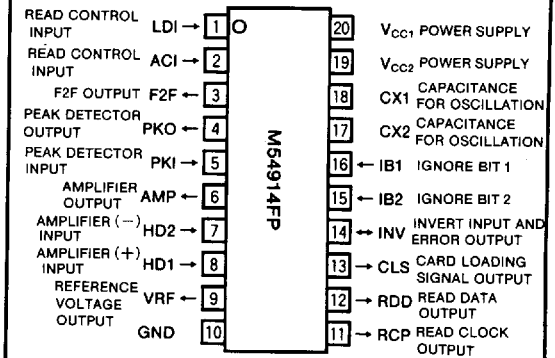 READ CONTROL
INPUT
LDI
1
READ CONTROL
INPUT
ACI
2
F2F OUTPUT
F2F
3
PEAK DETECTOR
OUTPUT
PKO
4
PEAK DETECTOR
INPUT
PKI
5
AMPLIFIER
OUTPUT
AMP
6
AMPLIFIER (−)
INPUT
HD2
7
AMPLIFIER (+)
INPUT
HD1
8
REFERENCE
VOLTAGE
OUTPUT
VRF
9
GND
10
M54914FP
20
VCC1 POWER SUPPLY
19
VCC2 POWER SUPPLY
18
CX1
CAPACITANCE
FOR OSCILLATION
17
CX2
CAPACITANCE
FOR OSCILLATION
16
IB1 IGNORE BIT 1
15
IB2 IGNORE BIT 2
14
INV
INVERT INPUT AND
ERROR OUTPUT
13
CLS
CARD LOADING
SIGNAL OUTPUT
12
RDD
READ DATA
OUTPUT
11
RCP
READ CLOCK
OUTPUT